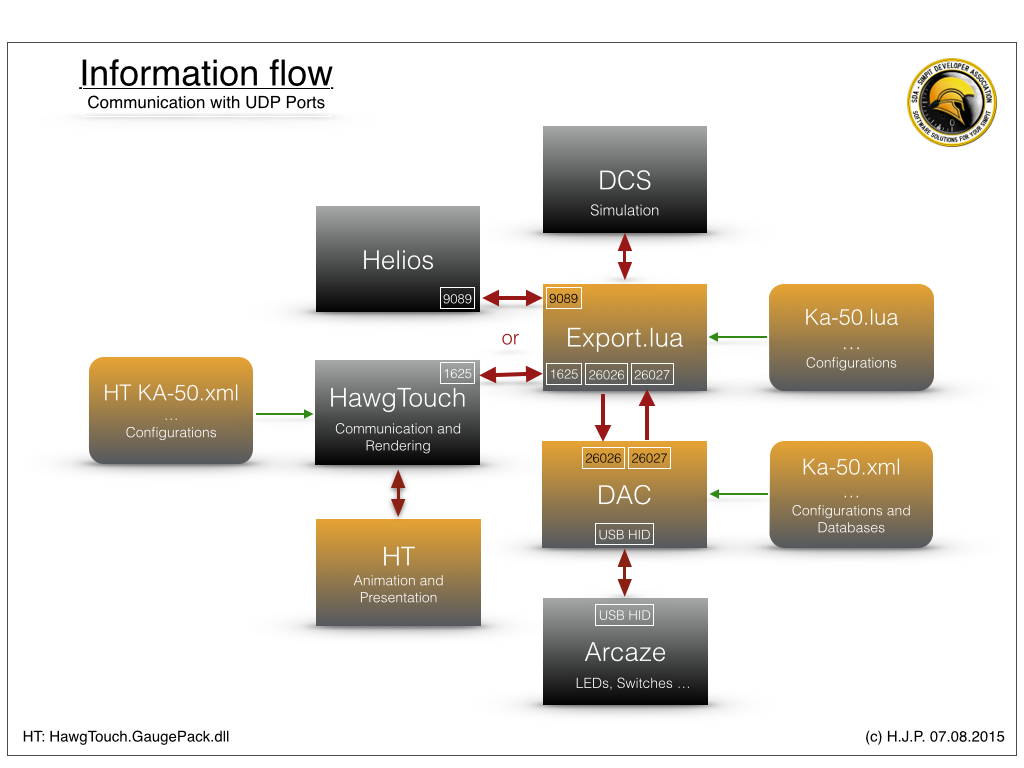 Information flow
Communication with UDP Ports
SDA - SIMPIT DEVELOPER ASSOCIATION
SOFTWARE SOLUTIONS FOR YOUR SIMPIT
DCS
Simulation
Helios
9089
9089
Export.lua
1625
26026
26027
Ka-50.lua
...
Configurations
or
HT KA-50.xml
...
Configurations
1625
HawgTouch
Communication and
Rendering
26026
26027
DAC
USB HID
Ka-50.xml
...
Configurations and
Databases
HT
Animation and
Presentation
USB HID
Arcaze
LEDs, Switches ...
HT: HawgTouch.GaugePack.dll
(c) H.J.P. 07.08.2015